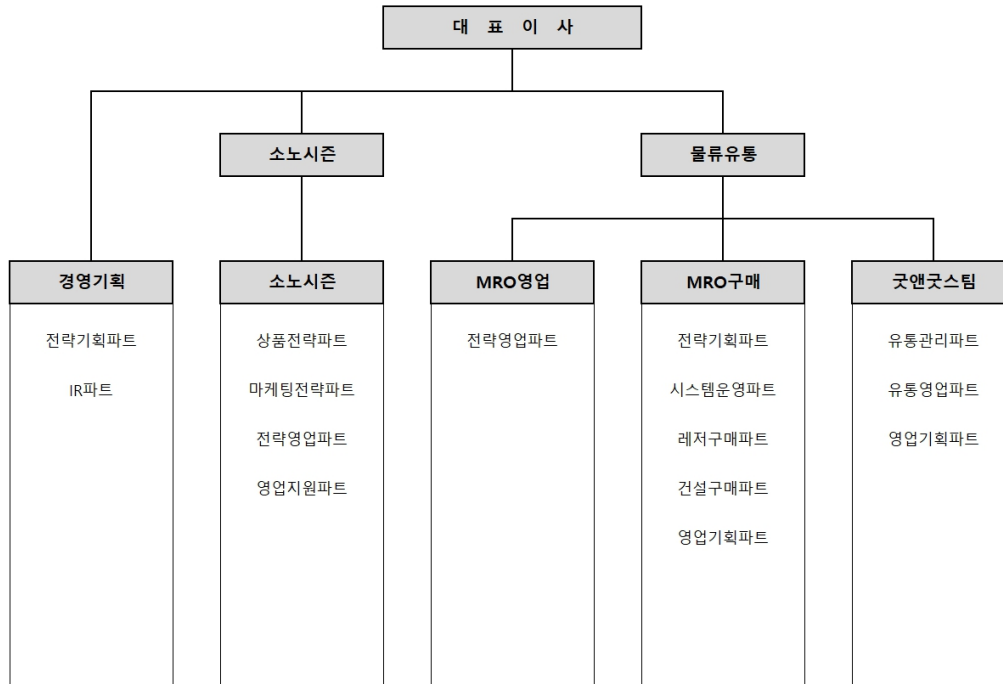 대 표 이 사
소노시즌
물류유통
경영기획
소노시즌
MRO영업
MRO구매
굿앤굿스팀
전략기획파트
IR파트
상품전략파트
마케팅전략파트
전략영업파트
영업지원파트
전략영업파트
전략기획파트
시스템운영파트
레저구매파트
건설구매파트
영업기획파트
유통관리파트
유통영업파트
영업기획파트